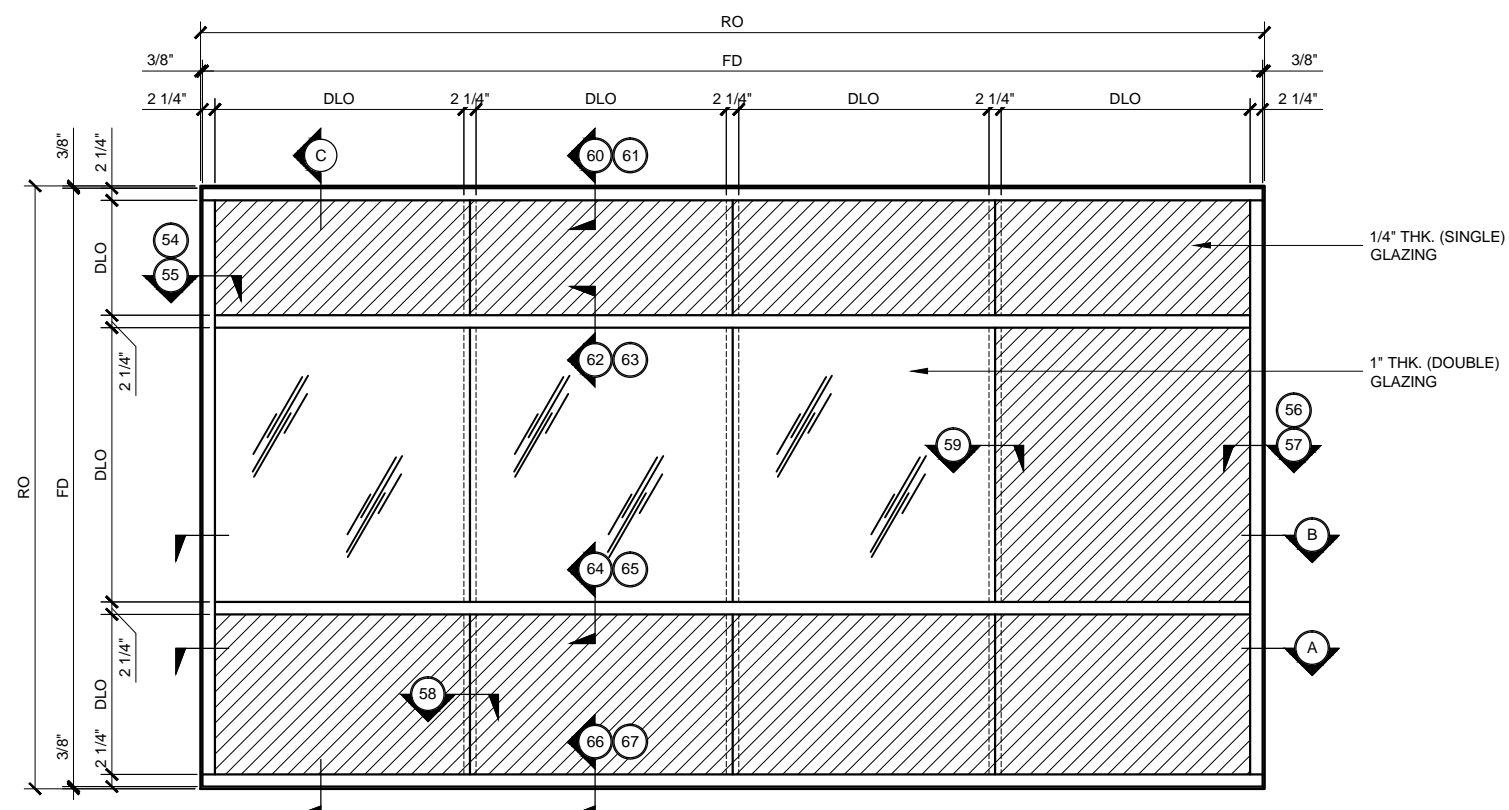 RO
3/8" FD 3/8"
2 1/4" DLO 2 1/4" DLO 2 1/4" DLO 2 1/4" DLO 2 1/4"
3/8" 2 1/4"
C 60 61
54
55
DLO
1/4" THK. (SINGLE)
GLAZING
2 1/4"
62 63
1" THK. (DOUBLE)
GLAZING
56
59 57
RO FD DLO
B
64 65
2 1/4"
A
DLO
58
66 67
3/8" 2 1/4"